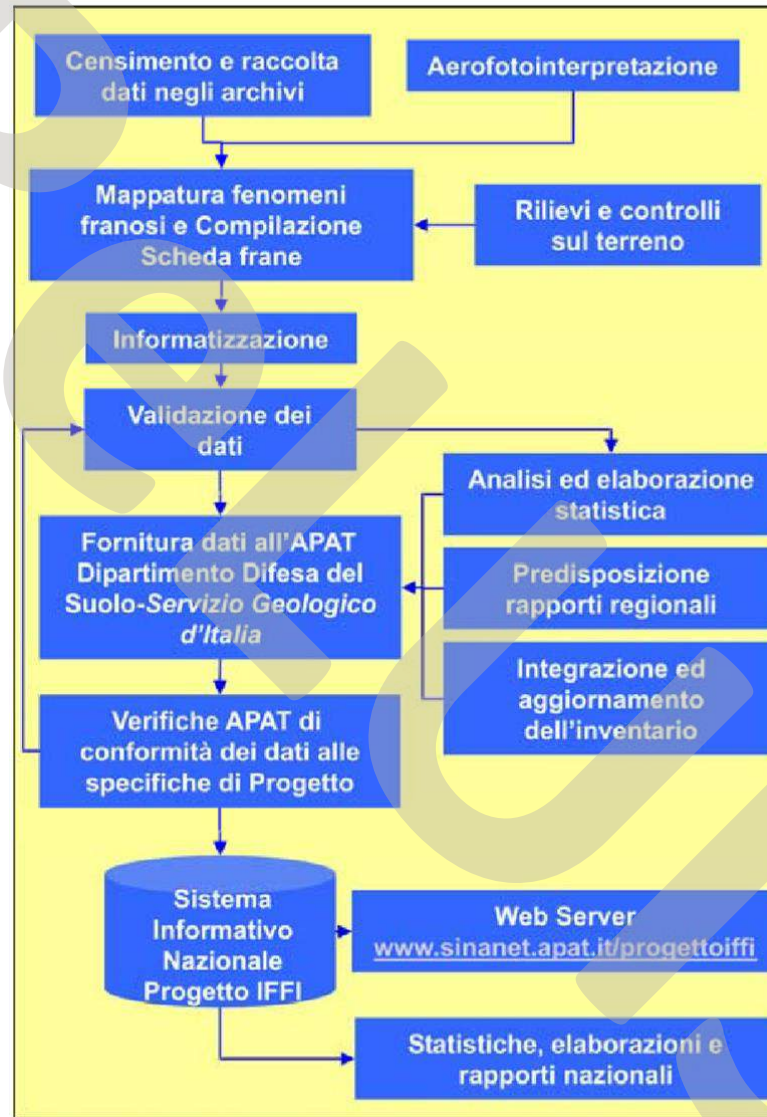 Censimento e raccolta
dati negli archivi
Aerofotointerpretazione
Mappatura fenomeni
franosi e Compilazione
Scheda frane
Rilievi e controlli
sul terreno
Informatizzazione
Validazione dei
dati
Analisi ed elaborazione
statistica
Fornitura dati all'APAT
Dipartimento Difesa del
Suolo-Servizio Geologico
d'Italia
Predisposizione
rapporti regionali
Integrazione ed
aggiornamento
dell'inventario
Verifiche APAT di
conformità dei dati alle
specifiche di Progetto
Sistema
Informativo
Nazionale
Progetto IFFI
Web Server
www.sinanet.apat.it/progettoiffi
Statistiche, elaborazioni e
rapporti nazionali